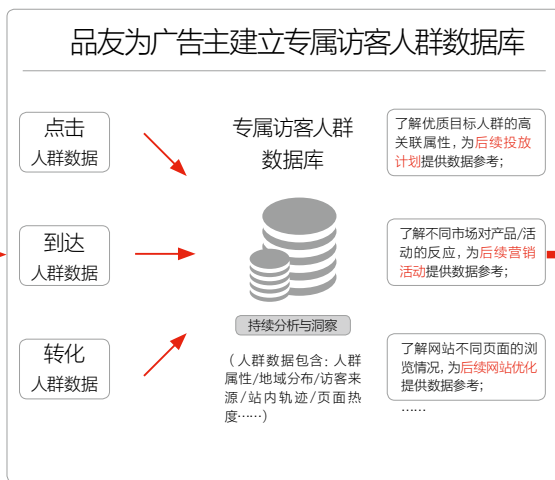 品友为广告主建立专属访客人群数据库
点击
人群数据
到达
人群数据
转化
人群数据
专属访客人群
数据库
持续分析与洞察
（人群数据包含：人群
属性/地域分布/访客来
源/站内轨迹/页面热
度……）
了解优质目标人群的高
关联属性，为后续投放
计划提供数据参考；
了解不同市场对产品/活
动的反应，为后续营销
活动提供数据参考；
了解网站不同页面的浏
览情况，为后续网站优化
提供数据参考；
……